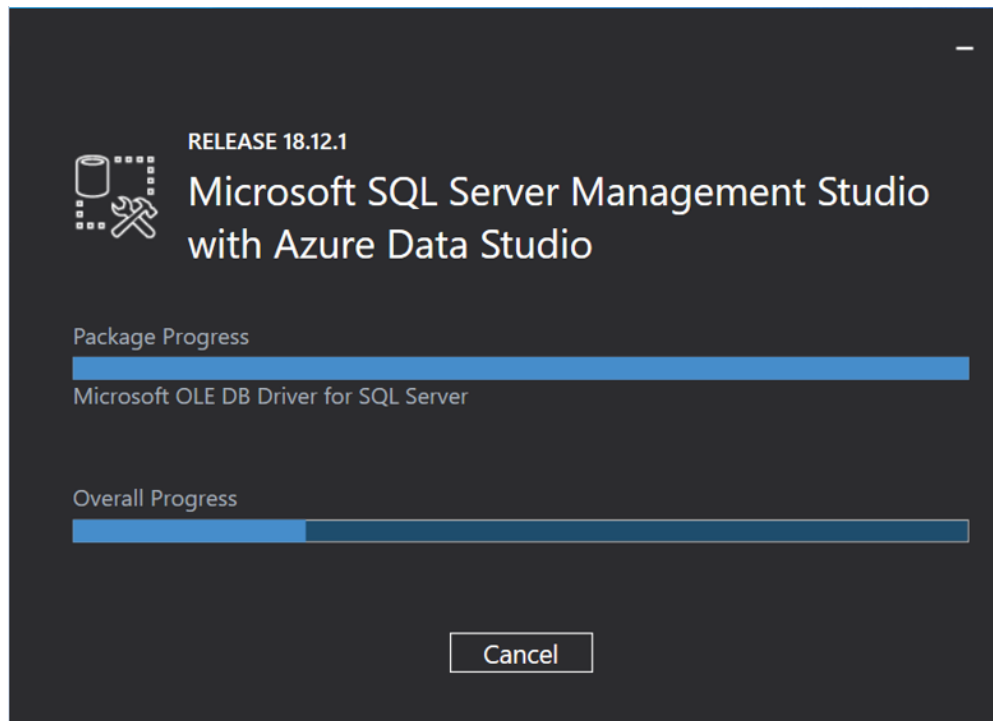 RELEASE 18.12.1
Microsoft SQL Server Management Studio
with Azure Data Studio
Package Progress
Microsoft OLE DB Driver for SQL Server
Overall Progress
Cancel